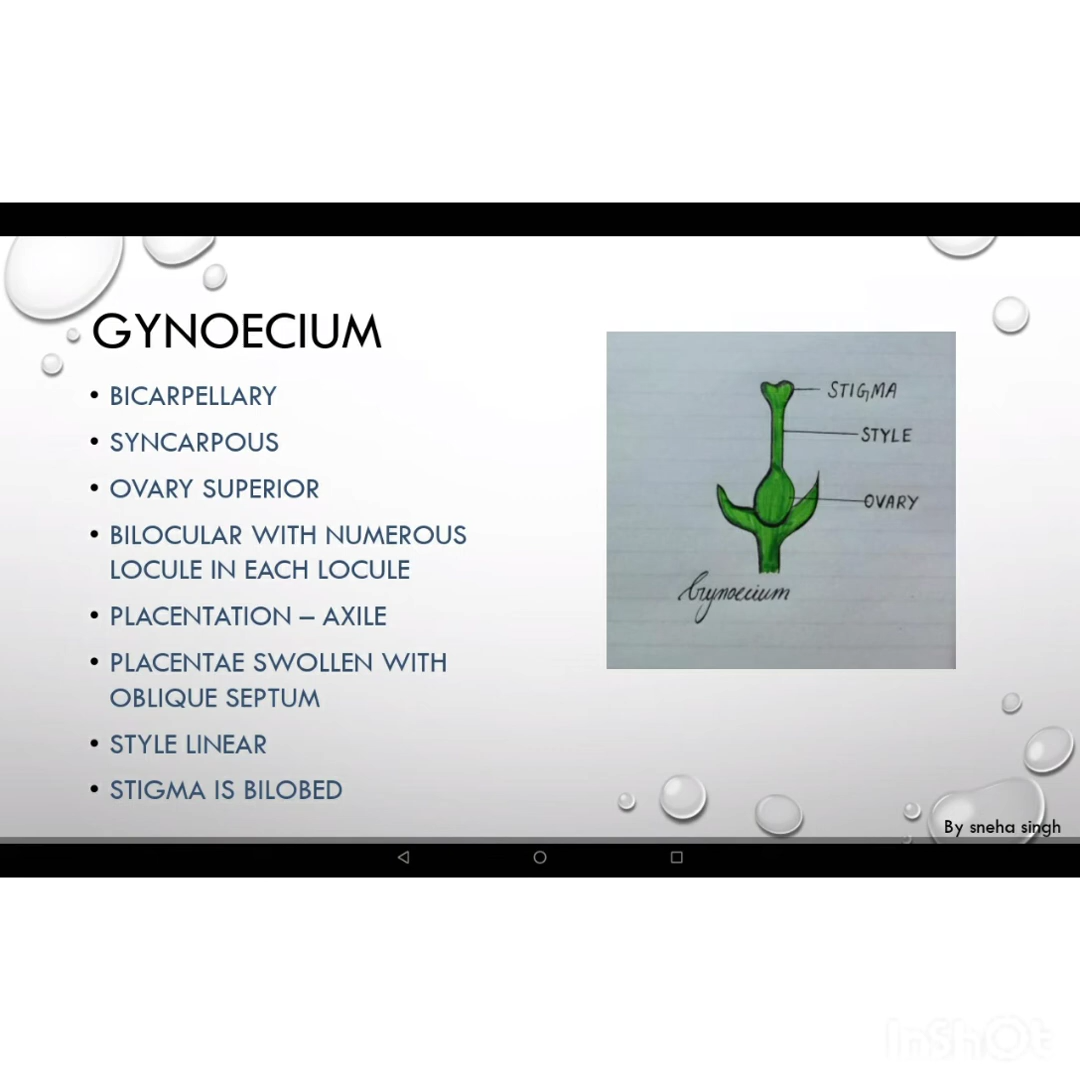 GYNOECIUM
• BICARPELLARY
• SYNCARPOUS
• OVARY SUPERIOR
• BILOCULAR WITH NUMEROUS
LOCULE IN EACH LOCULE
• PLACENTATION – AXILE
• PLACENTAE SWOLLEN WITH
OBLIQUE SEPTUM
• STYLE LINEAR
• STIGMA IS BILOBED
STIGMA
STYLE
OVARY
Gynoecium
By sneha singh
InShOt